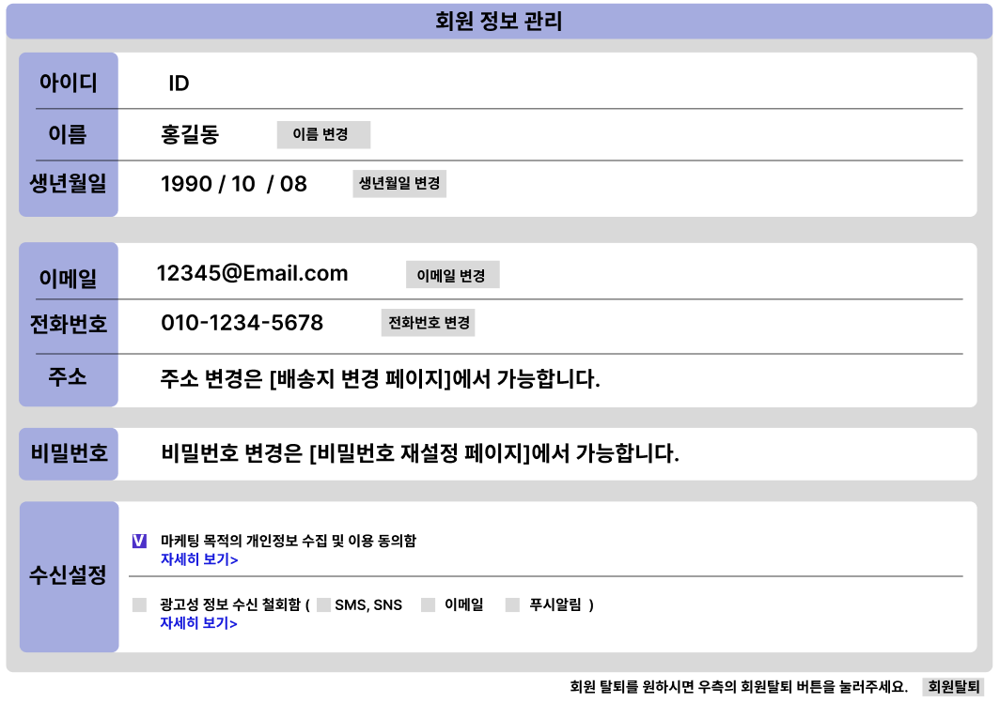 회원 정보 관리
아이디 ID
이름 홍길동 이름 변경
생년월일 1990 / 10 / 08 생년월일 변경
이메일 12345@Email.com 이메일 변경
전화번호 010-1234-5678 전화번호 변경
주소 주소 변경은 [배송지 변경 페이지]에서 가능합니다.
비밀번호 비밀번호 변경은 [비밀번호 재설정 페이지]에서 가능합니다.
수신설정
V 마케팅 목적의 개인정보 수집 및 이용 동의함
자세히 보기>
광고성 정보 수신 철회함 ( SMS, SNS 이메일 푸시알림 )
자세히 보기>
회원 탈퇴를 원하시면 우측의 회원탈퇴 버튼을 눌러주세요. 회원탈퇴